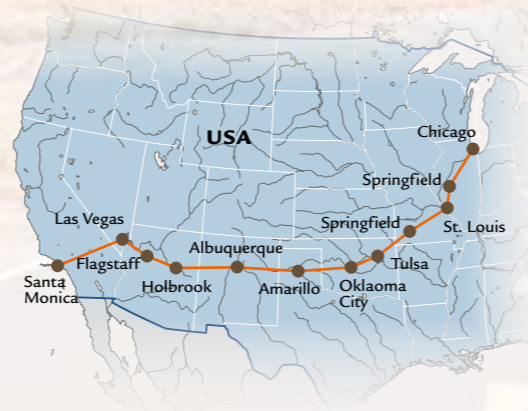 Chicago
USA
Springfield
Las Vegas
Springfield
St. Louis
Albuquerque
Flagstaff
Tulsa
Santa
Monica
Holbrook
Amarillo
Oklaoma
City